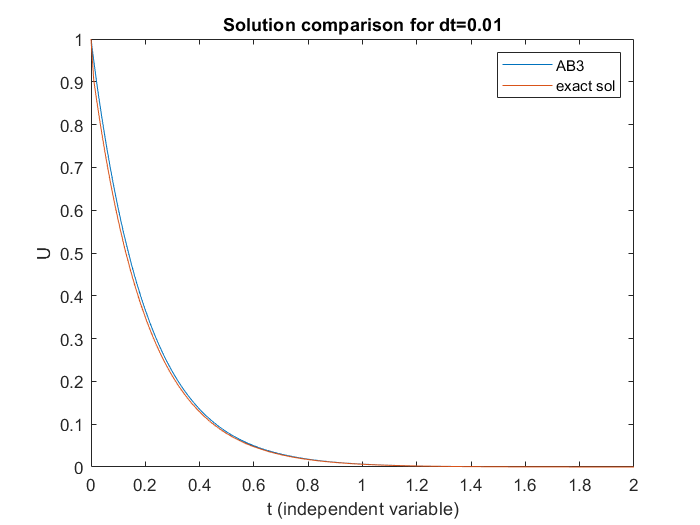 Solution comparison for dt=0.01
AB3
exact sol
1
0.9
0.8
0.7
0.6
0.5
0.4
0.3
0.2
0.1
0
U
0 0.2 0.4 0.6 0.8 1 1.2 1.4 1.6 1.8 2
t (independent variable)